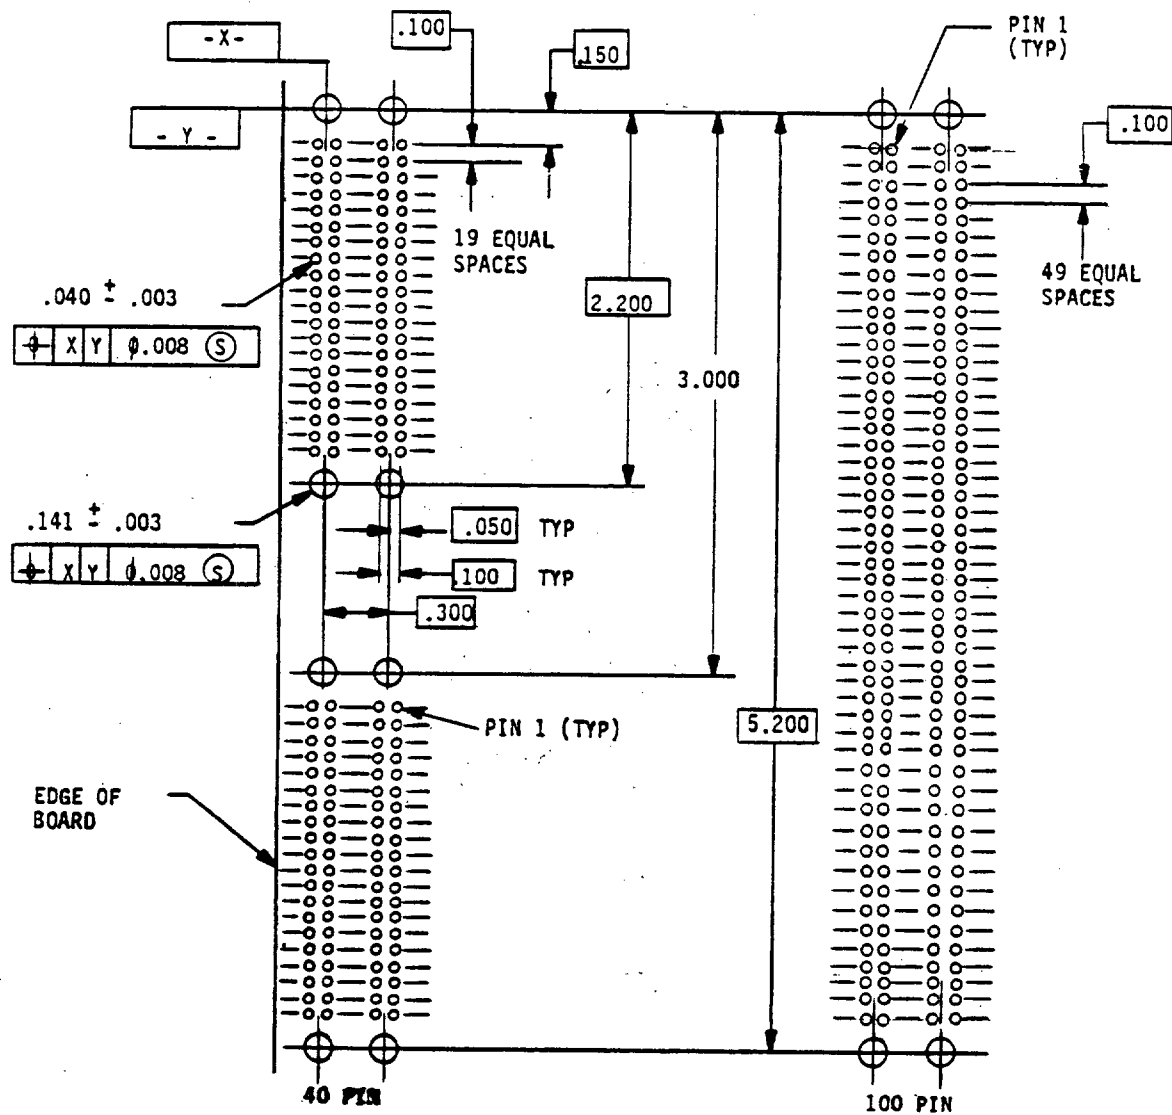 -X-
.100
.150
PIN 1
(TYP)
- Y -
.100
19 EQUAL
SPACES
49 EQUAL
SPACES
2.200
.040 ± .003
⌖ X Y φ.008 Ⓢ
3.000
.141 ± .003
⌖ X Y φ.008 Ⓢ
.050 TYP
.100 TYP
.300
PIN 1 (TYP)
5.200
EDGE OF
BOARD
40 PIN
100 PIN